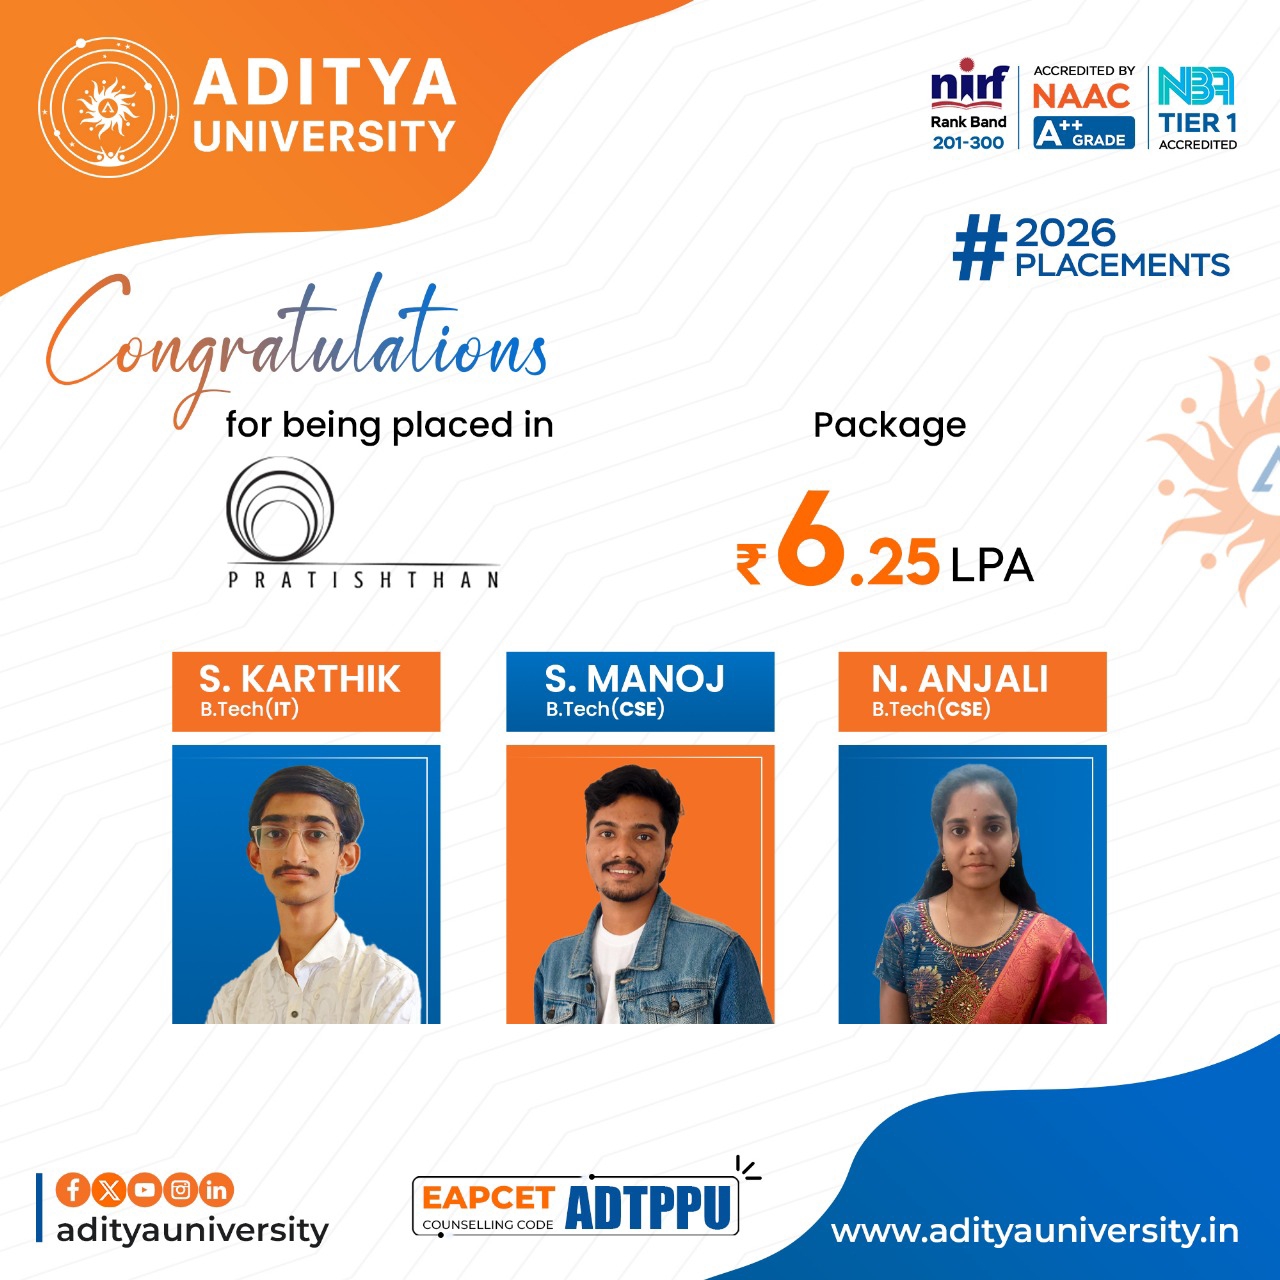 ADITYA
UNIVERSITY
nirf
Rank Band
201-300
ACCREDITED BY
NAAC
A++ GRADE
NBA
TIER 1
ACCREDITED
#2026
PLACEMENTS
Congratulations
for being placed in
PRATISHTHAN
Package
₹6.25 LPA
S. KARTHIK
B.Tech(IT)
S. MANOJ
B.Tech(CSE)
N. ANJALI
B.Tech(CSE)
adityauniversity
EAPCET
COUNSELLING CODE
ADTPPU
www.adityauniversity.in